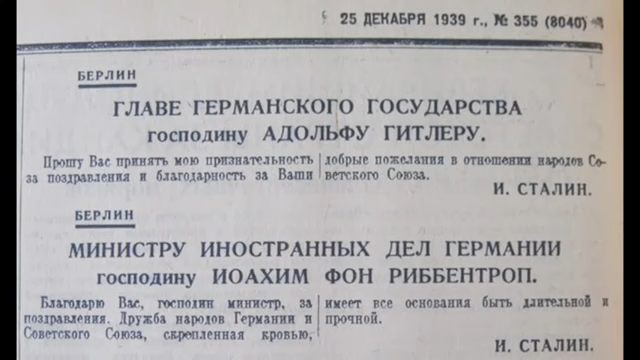 25 ДЕКАБРЯ 1939 г., № 355 (8040)
БЕРЛИН
ГЛАВЕ ГЕРМАНСКОГО ГОСУДАРСТВА
господину АДОЛЬФУ ГИТЛЕРУ.
Прошу Вас принять мою признательность
за поздравления и благодарность за Ваши
добрые пожелания в отношении народов Со-
ветского Союза.
И. СТАЛИН.
БЕРЛИН
МИНИСТРУ ИНОСТРАННЫХ ДЕЛ ГЕРМАНИИ
господину ИОАХИМ ФОН РИББЕНТРОП.
Благодарю Вас, господин министр, за
поздравления. Дружба народов Германии и
Советского Союза, скрепленная кровью,
имеет все основания быть длительной и
прочной.
И. СТАЛИН.